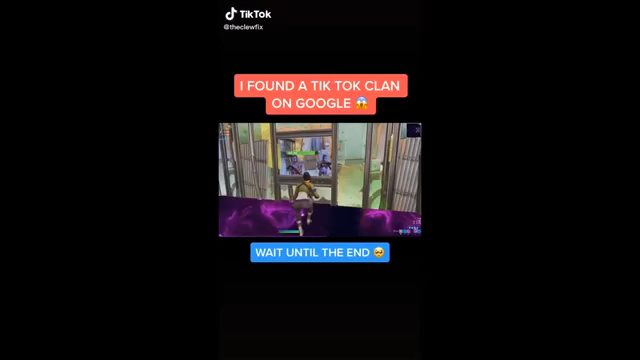 TikTok
@theclewfix
I FOUND A TIK TOK CLAN
ON GOOGLE 😱
WAIT UNTIL THE END 🥺